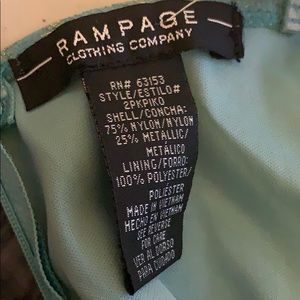 RAMPAGE
CLOTHING COMPANY
RN# 63153
STYLE/ESTILO#
2PKPIKO
SHELL/CONCHA:
75% NYLON/NYLON
25% METALLIC/
METÁLICO
LINING/FORRO:
100% POLYESTER/
POLIÉSTER
MADE IN VIETNAM
HECHO EN VIETNAM
SEE REVERSE
FOR CARE
VER AL DORSO
PARA CUIDADO